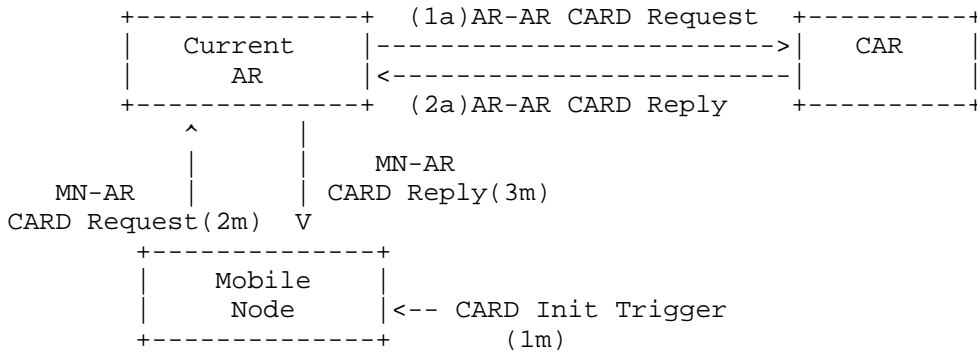 (1a)AR-AR CARD Request
Current CAR
AR
(2a)AR-AR CARD Reply
MN-AR
MN-AR CARD Reply(3m)
CARD Request(2m) V
Mobile
Node <-- CARD Init Trigger
(1m)